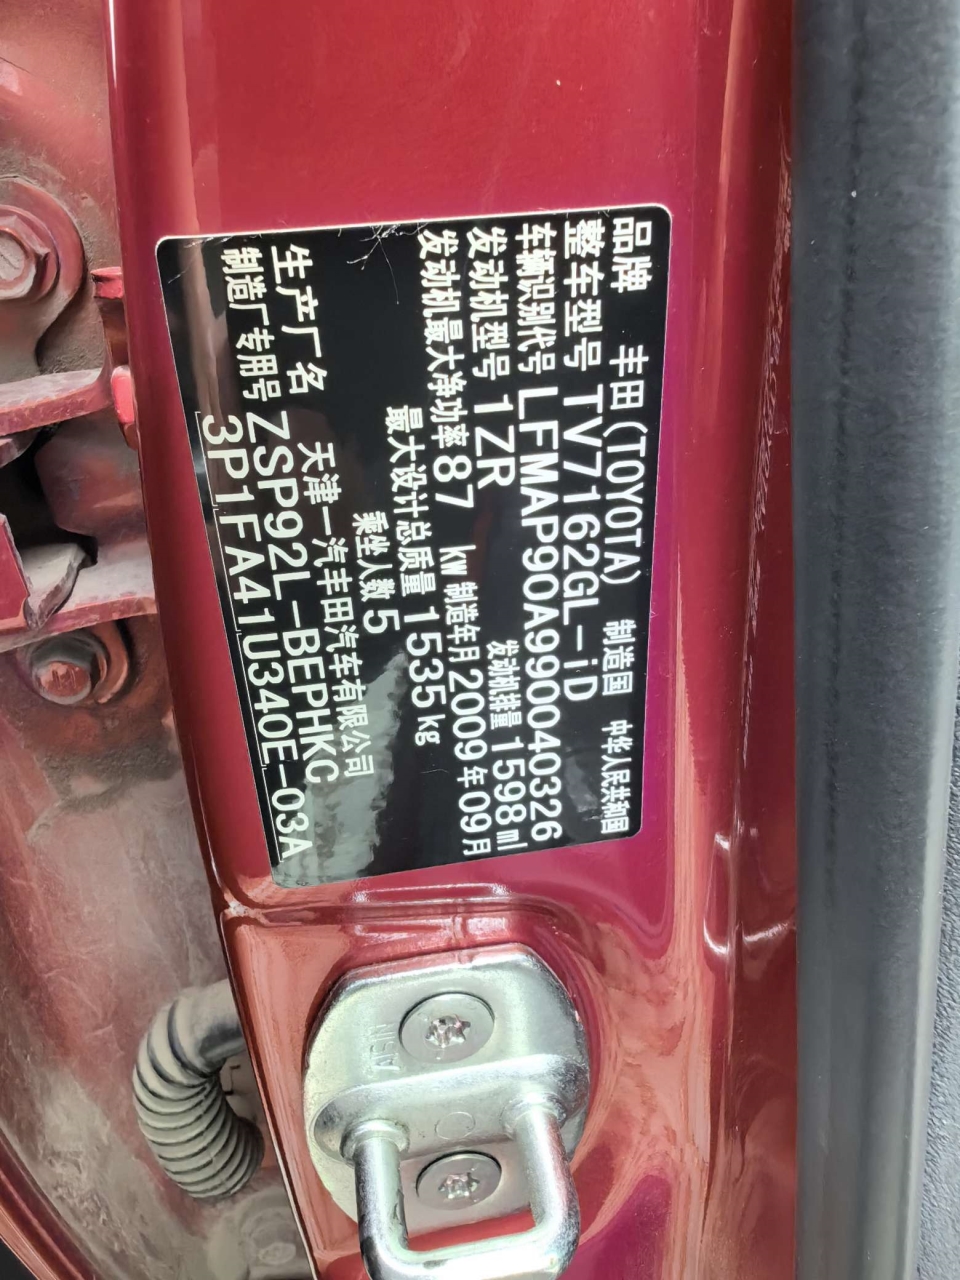 品牌 丰田(TOYOTA) 制造国 中华人民共和国
整车型号 TV7162GL-iD
车辆识别代号 LFMAP90A990040326
发动机型号 1ZR 发动机排量 1598 ml
发动机最大净功率 87 kW 制造年月 2009年09月
最大设计总质量 1535kg
乘坐人数 5
生产厂名 天津一汽丰田汽车有限公司
制造厂专用号 ZSP92L-BEPHKC
3P1FA41U340E-03A
AISIN